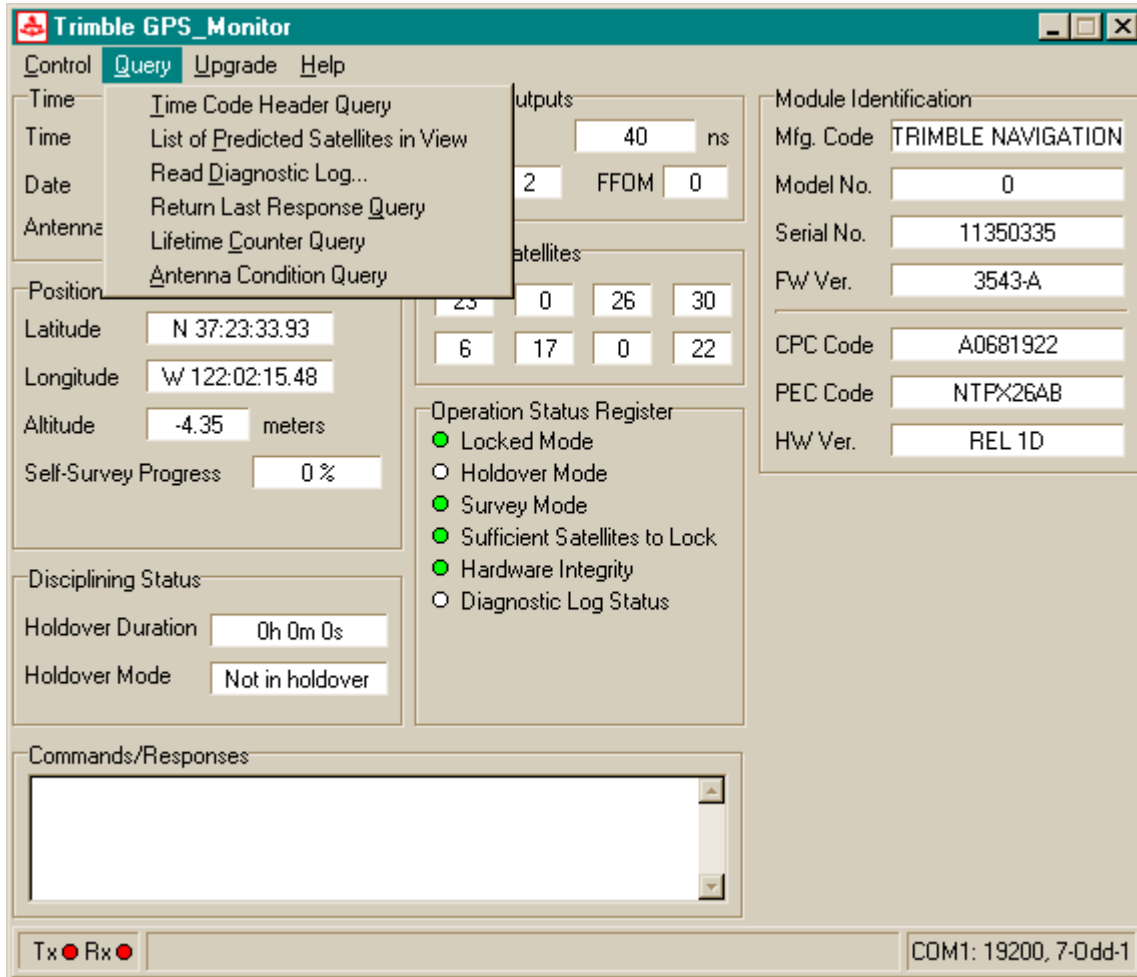 Trimble GPS_Monitor
Control Query Upgrade Help
Time
Time
Date
Antenna
Time Code Header Query
List of Predicted Satellites in View
Read Diagnostic Log...
Return Last Response Query
Lifetime Counter Query
Antenna Condition Query
utputs
40 ns
2 FFOM 0
atellites
23 0 26 30
6 17 0 22
Position
Latitude N 37:23:33.93
Longitude W 122:02:15.48
Altitude -4.35 meters
Self-Survey Progress 0 %
Operation Status Register
Locked Mode
Holdover Mode
Survey Mode
Sufficient Satellites to Lock
Hardware Integrity
Diagnostic Log Status
Disciplining Status
Holdover Duration 0h 0m 0s
Holdover Mode Not in holdover
Module Identification
Mfg. Code TRIMBLE NAVIGATION
Model No. 0
Serial No. 11350335
FW Ver. 3543-A
CPC Code A0681922
PEC Code NTPX26AB
HW Ver. REL 1D
Commands/Responses
Tx Rx
COM1: 19200, 7-Odd-1